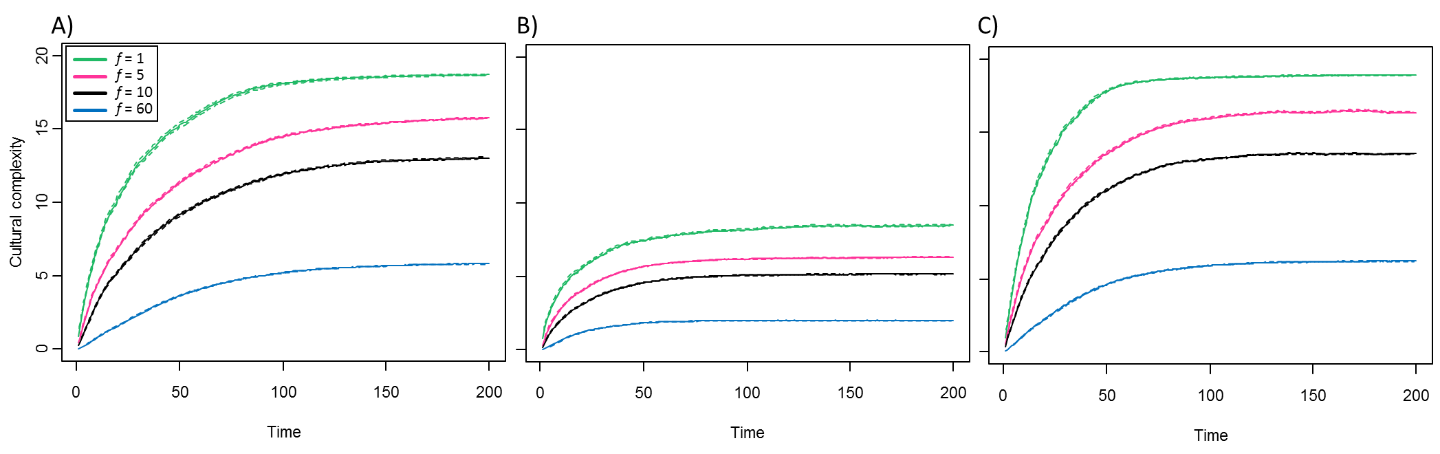 A)
B)
C)
f = 1
f = 5
f = 10
f = 60
Cultural complexity
20
15
10
5
0
0 50 100 150 200
0 50 100 150 200
0 50 100 150 200
Time
Time
Time